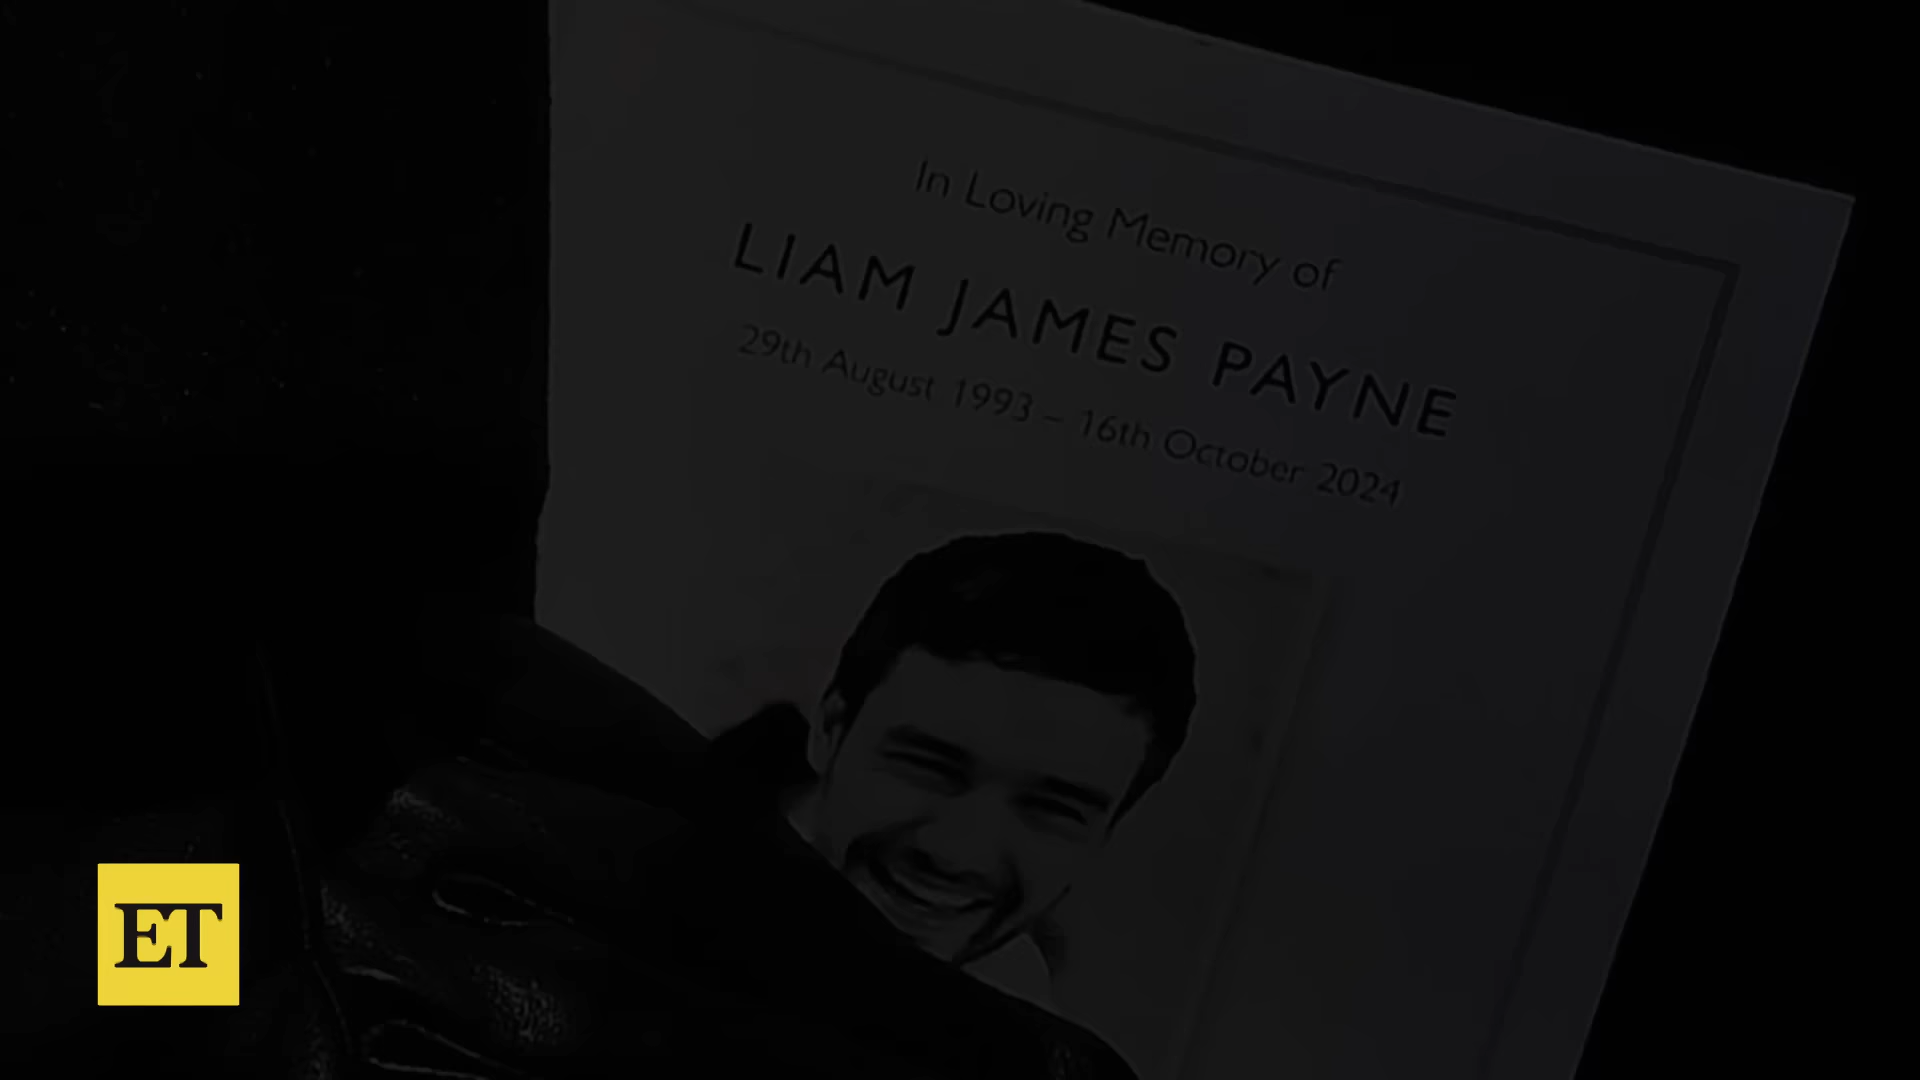 In Loving Memory of
LIAM JAMES PAYNE
29th August 1993 – 16th October 2024
ET